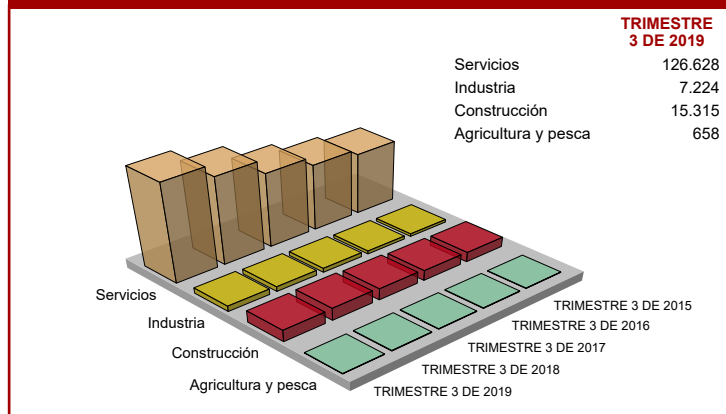 TRIMESTRE
3 DE 2019
Servicios 126.628
Industria 7.224
Construcción 15.315
Agricultura y pesca 658
Servicios
Industria
Construcción
Agricultura y pesca
TRIMESTRE 3 DE 2015
TRIMESTRE 3 DE 2016
TRIMESTRE 3 DE 2017
TRIMESTRE 3 DE 2018
TRIMESTRE 3 DE 2019